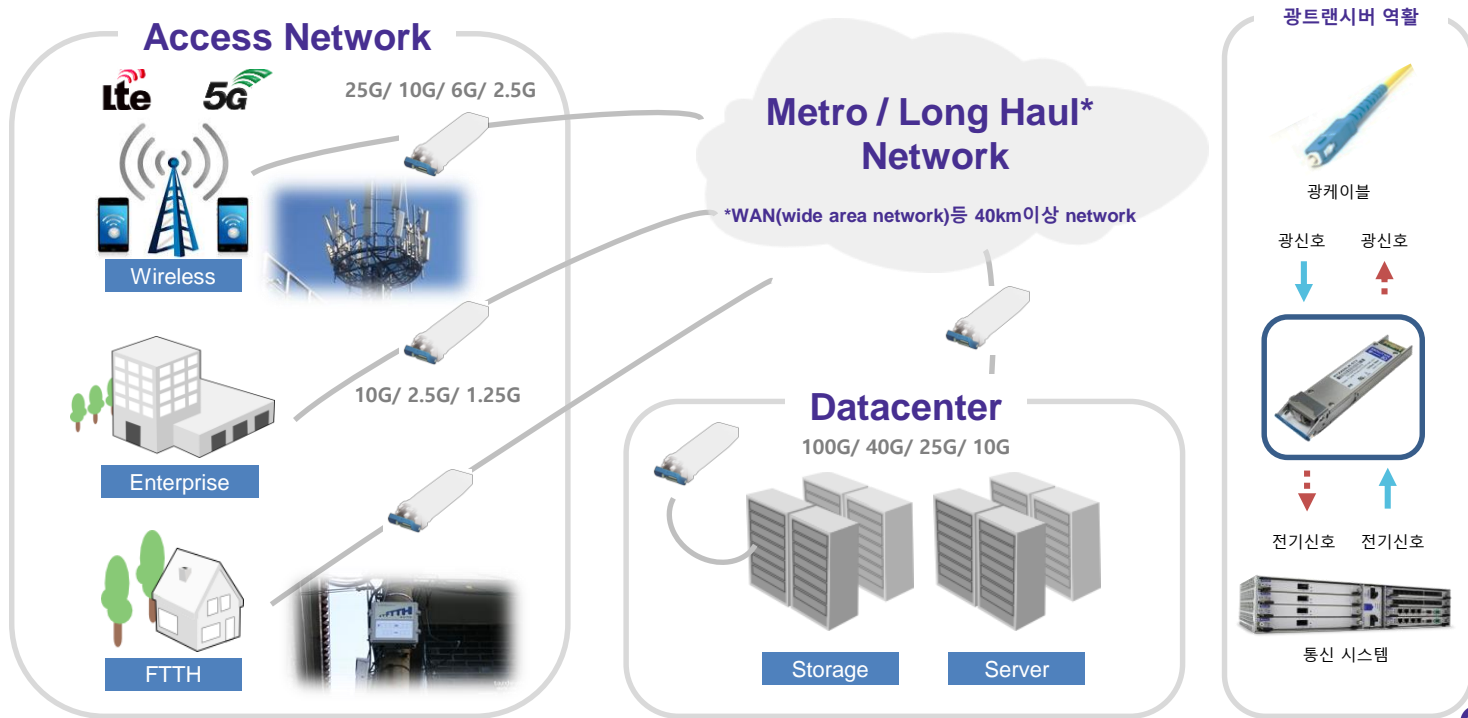 Access Network
Lte
5G
25G/ 10G/ 6G/ 2.5G
Wireless
10G/ 2.5G/ 1.25G
Enterprise
FTTH
Metro / Long Haul*
Network
*WAN(wide area network)등 40km이상 network
Datacenter
100G/ 40G/ 25G/ 10G
Storage
Server
광트랜시버 역활
광케이블
광신호
광신호
전기신호
전기신호
통신 시스템